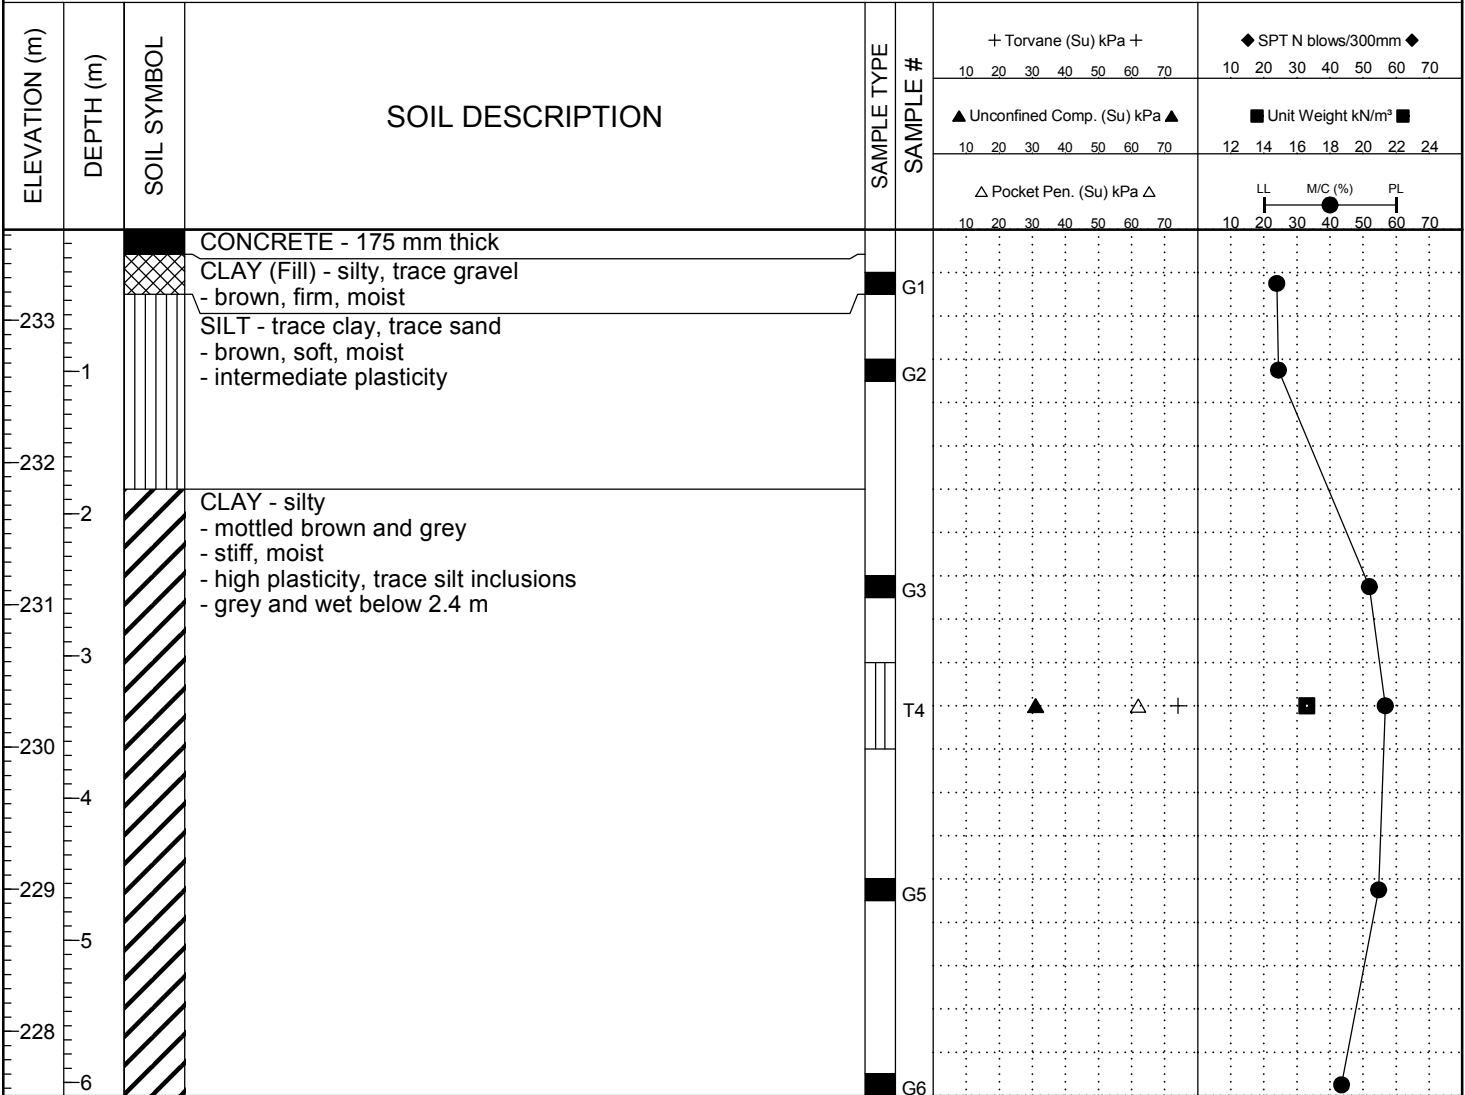 ELEVATION (m)
DEPTH (m)
SOIL SYMBOL
SOIL DESCRIPTION
SAMPLE TYPE
SAMPLE #
+ Torvane (Su) kPa +
10 20 30 40 50 60 70
▲ Unconfined Comp. (Su) kPa ▲
10 20 30 40 50 60 70
△ Pocket Pen. (Su) kPa △
10 20 30 40 50 60 70
◆ SPT N blows/300mm ◆
10 20 30 40 50 60 70
■ Unit Weight kN/m³ ■
12 14 16 18 20 22 24
LL M/C (%) PL
10 20 30 40 50 60 70
CONCRETE - 175 mm thick
CLAY (Fill) - silty, trace gravel
- brown, firm, moist
G1
233
SILT - trace clay, trace sand
- brown, soft, moist
- intermediate plasticity
1
G2
232
CLAY - silty
- mottled brown and grey
- stiff, moist
- high plasticity, trace silt inclusions
- grey and wet below 2.4 m
2
G3
231
3
T4
230
4
229
G5
5
228
6
G6